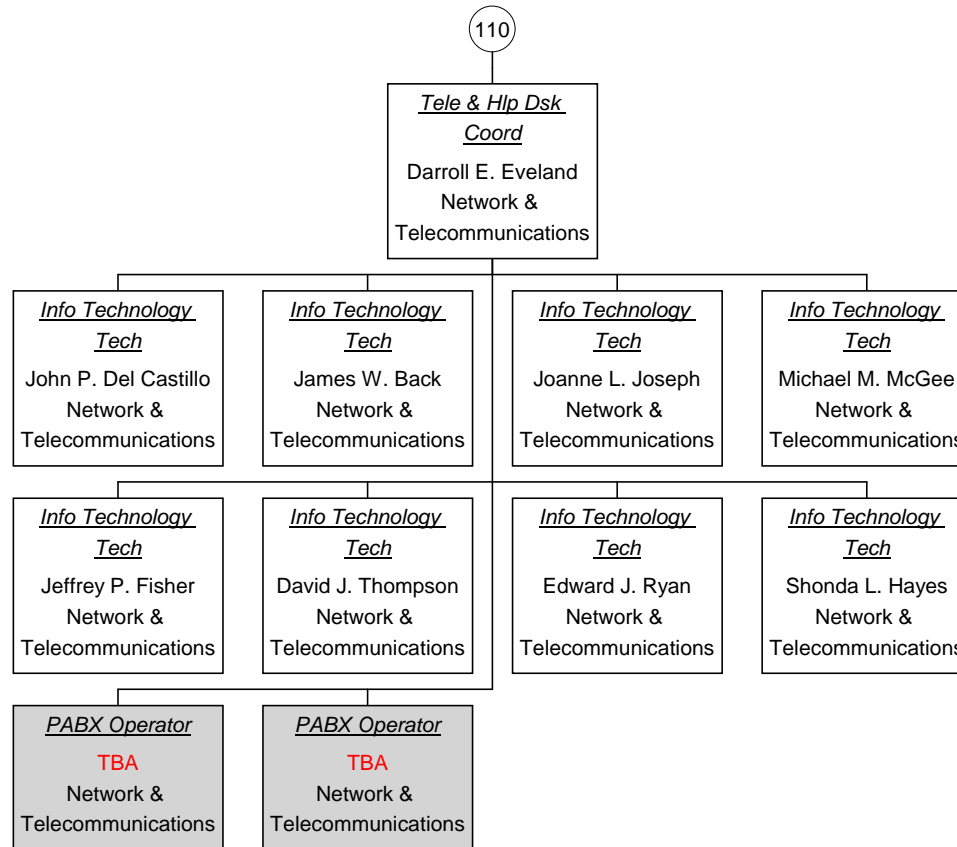 110
Tele & Hlp Dsk
Coord
Darroll E. Eveland
Network &
Telecommunications
Info Technology
Tech
John P. Del Castillo
Network &
Telecommunications
Info Technology
Tech
James W. Back
Network &
Telecommunications
Info Technology
Tech
Joanne L. Joseph
Network &
Telecommunications
Info Technology
Tech
Michael M. McGee
Network &
Telecommunications
Info Technology
Tech
Jeffrey P. Fisher
Network &
Telecommunications
Info Technology
Tech
David J. Thompson
Network &
Telecommunications
Info Technology
Tech
Edward J. Ryan
Network &
Telecommunications
Info Technology
Tech
Shonda L. Hayes
Network &
Telecommunications
PABX Operator
TBA
Network &
Telecommunications
PABX Operator
TBA
Network &
Telecommunications